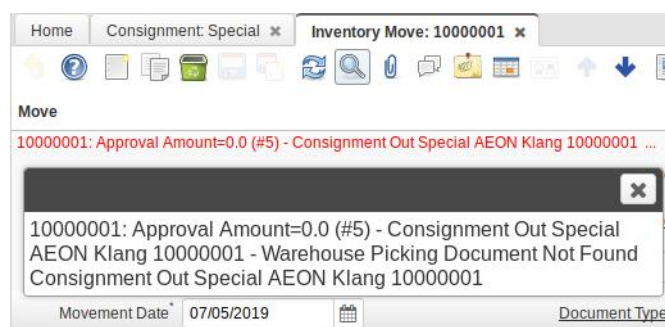 Home Consignment: Special Inventory Move: 10000001
Move
10000001: Approval Amount=0.0 (#5) - Consignment Out Special AEON Klang 10000001 ...
10000001: Approval Amount=0.0 (#5) - Consignment Out Special
AEON Klang 10000001 - Warehouse Picking Document Not Found
Consignment Out Special AEON Klang 10000001
Movement Date* 07/05/2019 Document Type